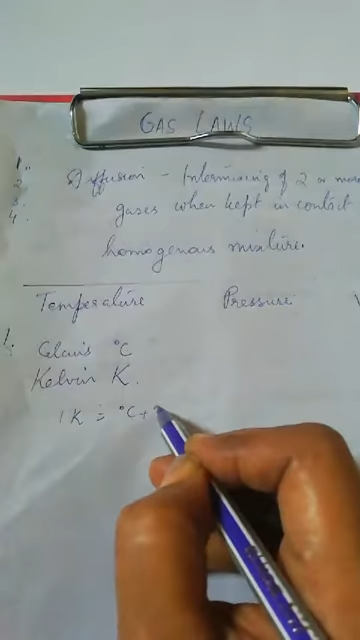 GAS LAWS
1.
2
3.
4.
Diffusion - Intermixing of 2 or more
gases when kept in contact
homogenous mixture.
Temperature Pressure
1. Celcius °C
Kelvin K.
1 K = °C +